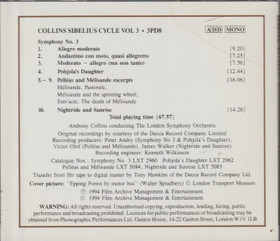 COLLINS SIBELIUS CYCLE VOL 3 • 3PD8
ADD MONO
Symphony No. 3
1. Allegro moderato [9.20]
2. Andantino con moto, quasi allegretto [7.25]
3. Moderato – allegro (ma non tanto) [7.56]
4. Pohjola's Daughter [12.44]
5. – 9. Pelléas and Mélisande excerpts [16.06]
Mélisande, Pastorale,
Mélisande and the spinning wheel;
Entr'acte, The death of Mélisande
10. Nightride and Sunrise [14.26]
Total playing time [67.57]
Anthony Collins conducting The London Symphony Orchestra
Original recordings by courtesy of the Decca Record Company Limited
Recording producers: Peter Andry (Symphony No 3 & Pohjola's Daughter);
Victor Olof (Pelléas and Mélisande), James Walker (Nightride and Sunrise)
Recording engineer: Kenneth Wilkinson
Catalogue Nos.: Symphony No. 3 LXT 2960 Pohjola's Daughter LXT 2962
Pelléas and Mélisande LXT 5084, Nightride and Sunrise LXT 5083
Transfer from flat tape to digital master by Tony Hawkins of the Decca Record Company Ltd.
Cover picture: "Epping Forest by motor bus" (Walter Spradbery) © London Transport Museum
℗ 1994 Film Archive Management & Entertainment.
© 1994 Film Archive Management & Entertainment.
WARNING: All rights reserved. Unauthorised copying, reproduction, lending, hiring, public
performance and broadcasting prohibited. Licences for public performances or broadcasting may be
obtained from Phonographic Performances Ltd, Ganton House, 14-22 Ganton Street, London W1V 1LB.